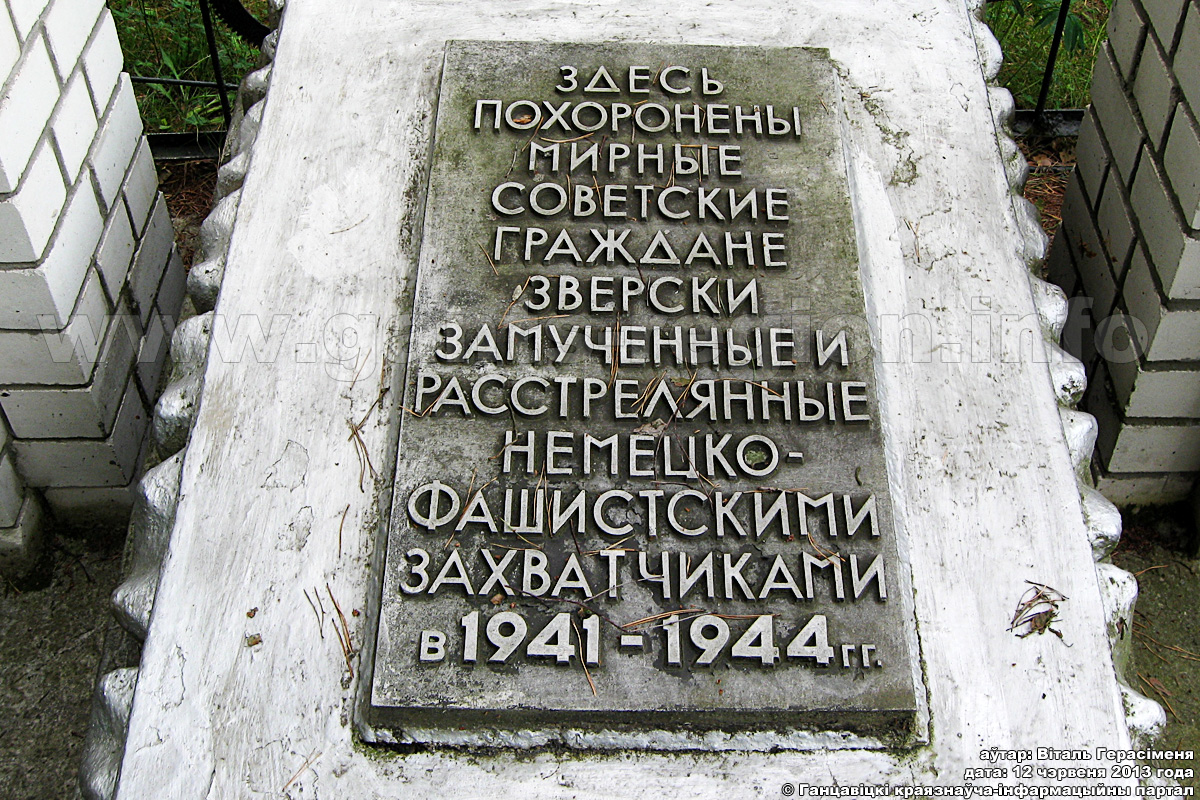 ЗДЕСЬ
ПОХОРОНЕНЫ
МИРНЫЕ
СОВЕТСКИЕ
ГРАЖДАНЕ
ЗВЕРСКИ
ЗАМУЧЕННЫЕ И
РАССТРЕЛЯННЫЕ
НЕМЕЦКО-
ФАШИСТСКИМИ
ЗАХВАТЧИКАМИ
в 1941-1944 гг.
аўтар: Віталь Герасіменя
дата: 12 чэрвеня 2013 года
© Ганцавіцкі краязнаўча-інфармацыйны партал